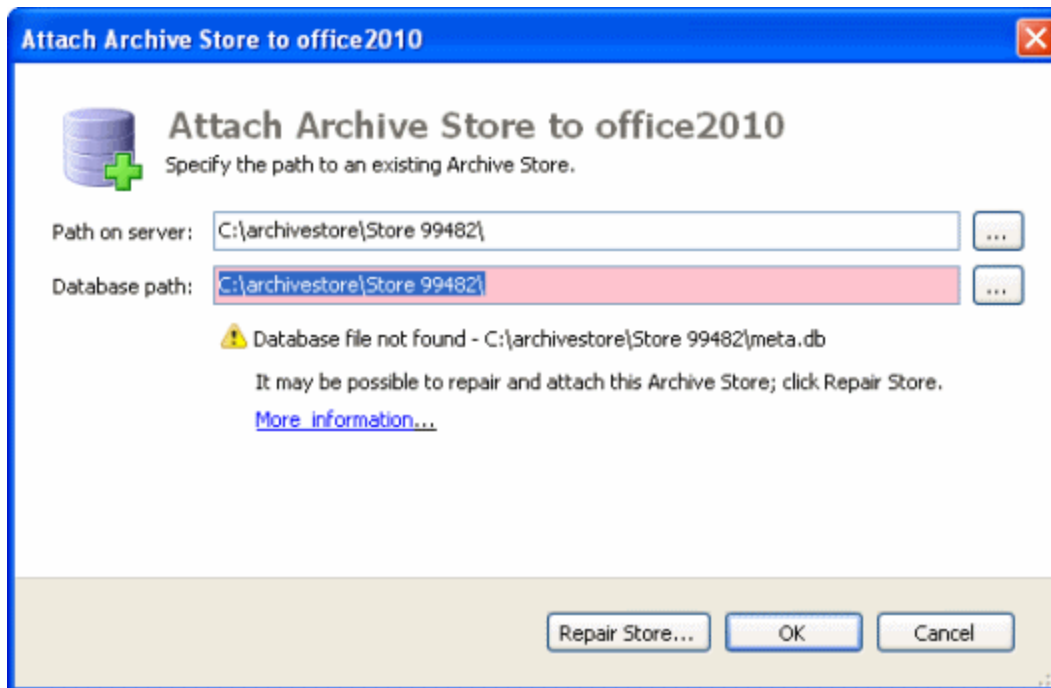 Attach Archive Store to office2010
Attach Archive Store to office2010
Specify the path to an existing Archive Store.
Path on server: C:\archivestore\Store 99482\ ...
Database path: C:\archivestore\Store 99482\ ...
Database file not found - C:\archivestore\Store 99482\meta.db
It may be possible to repair and attach this Archive Store; click Repair Store.
More information...
Repair Store... OK Cancel